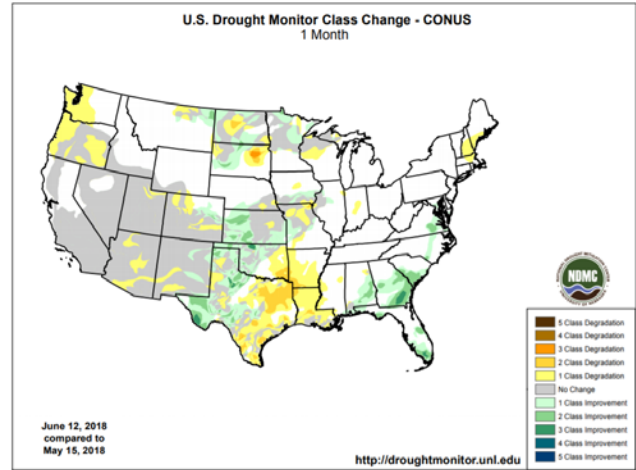 U.S. Drought Monitor Class Change - CONUS
1 Month
NDMC
5 Class Degradation
4 Class Degradation
3 Class Degradation
2 Class Degradation
1 Class Degradation
No Change
1 Class Improvement
2 Class Improvement
3 Class Improvement
4 Class Improvement
5 Class Improvement
June 12, 2018
compared to
May 15, 2018
http://droughtmonitor.unl.edu